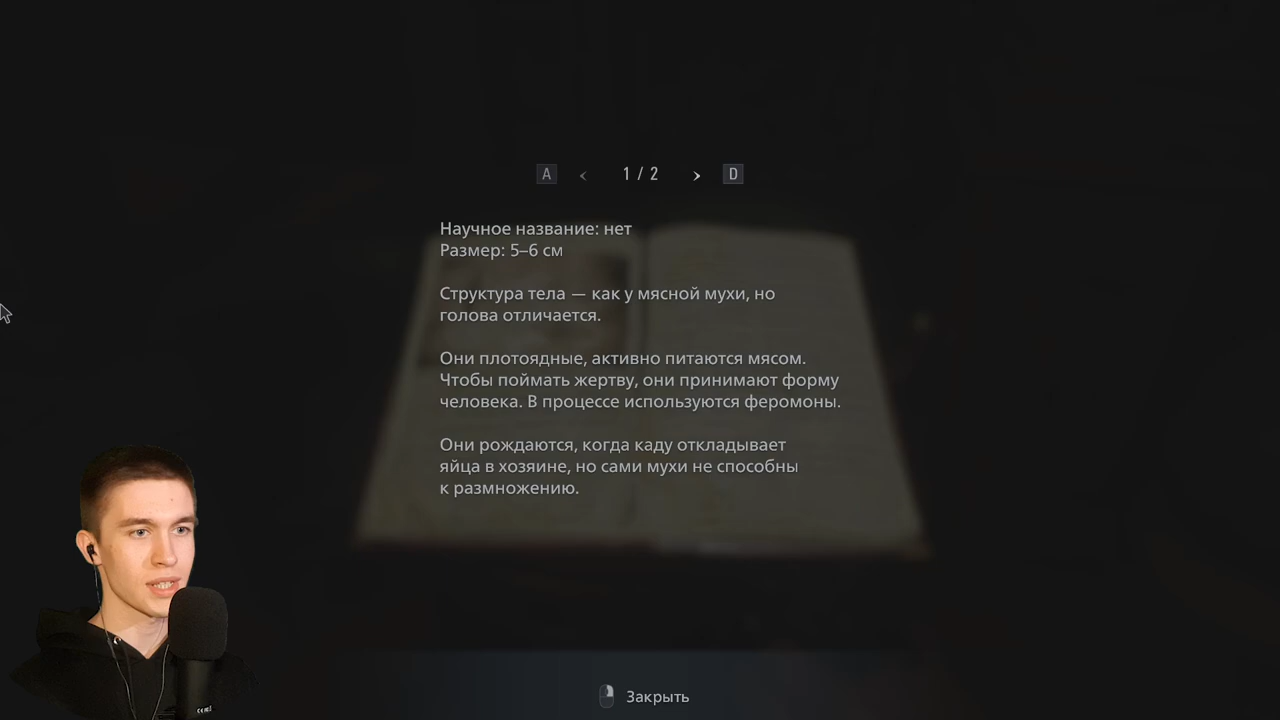 A < 1 / 2 > D
Научное название: нет
Размер: 5–6 см
Структура тела — как у мясной мухи, но
голова отличается.
Они плотоядные, активно питаются мясом.
Чтобы поймать жертву, они принимают форму
человека. В процессе используются феромоны.
Они рождаются, когда каду откладывает
яйца в хозяине, но сами мухи не способны
к размножению.
Закрыть